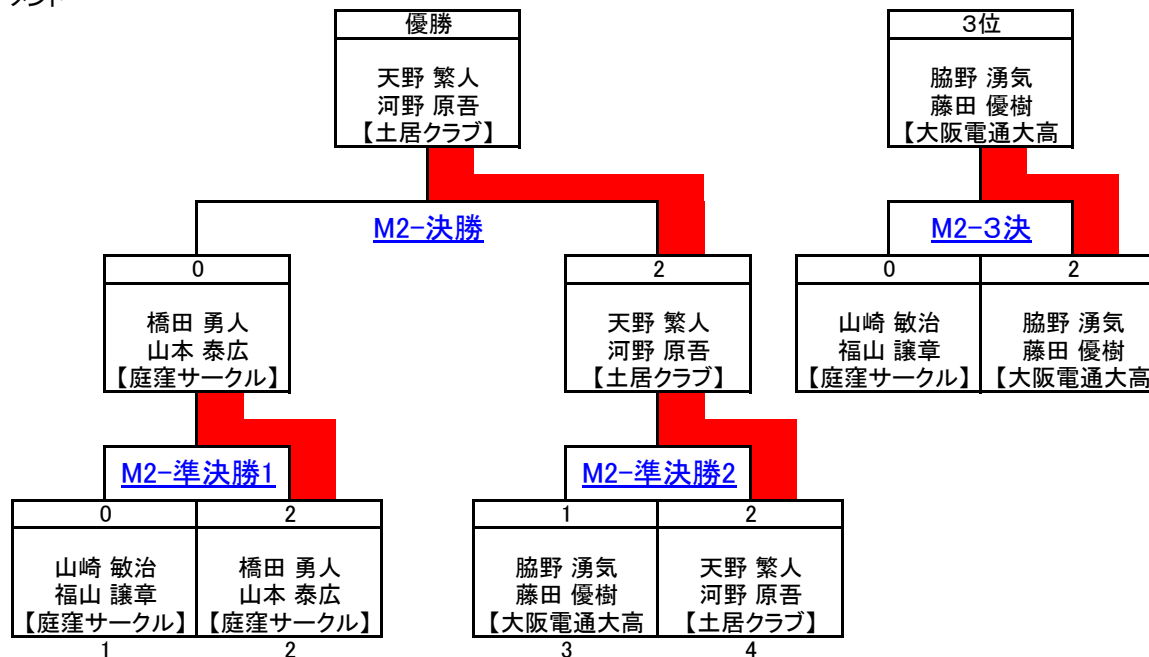 優勝
天野 繁人
河野 原吾
【土居クラブ】
3位
脇野 湧気
藤田 優樹
【大阪電通大高
M2-決勝
M2-3決
0
橋田 勇人
山本 泰広
【庭窪サークル】
2
天野 繁人
河野 原吾
【土居クラブ】
0
山崎 敏治
福山 譲章
【庭窪サークル】
2
脇野 湧気
藤田 優樹
【大阪電通大高
M2-準決勝1
M2-準決勝2
0
山崎 敏治
福山 譲章
【庭窪サークル】
1
2
橋田 勇人
山本 泰広
【庭窪サークル】
2
1
脇野 湧気
藤田 優樹
【大阪電通大高
3
2
天野 繁人
河野 原吾
【土居クラブ】
4